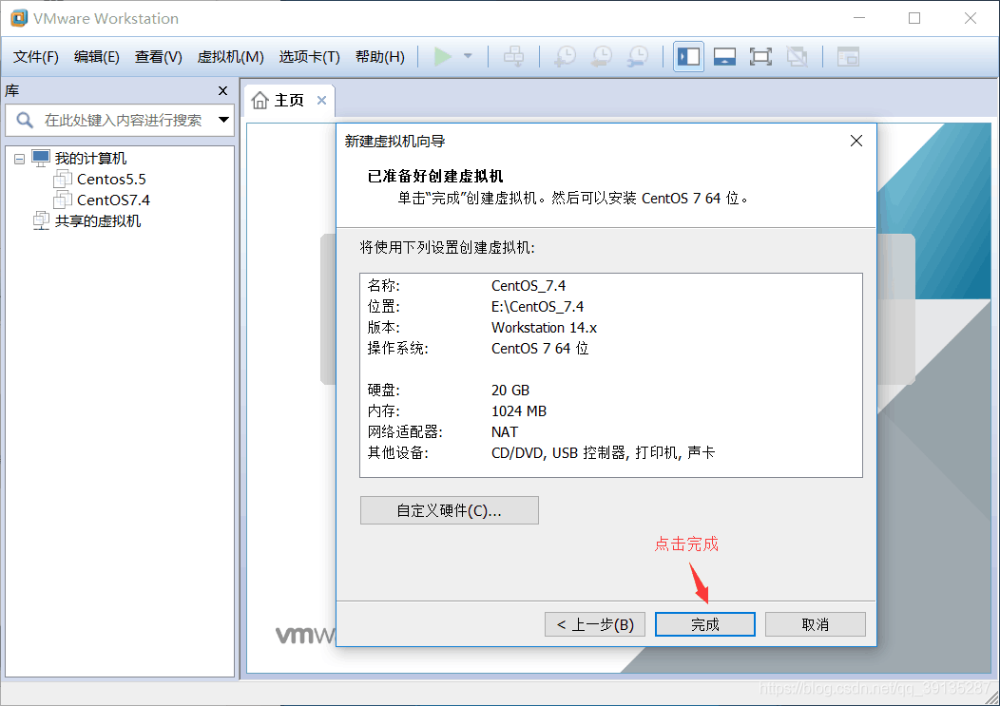 VMware Workstation
文件(F) 编辑(E) 查看(V) 虚拟机(M) 选项卡(T) 帮助(H)
库
在此处键入内容进行搜索
我的计算机
Centos5.5
CentOS7.4
共享的虚拟机
主页
新建虚拟机向导
已准备好创建虚拟机
单击“完成”创建虚拟机。然后可以安装 CentOS 7 64 位。
将使用下列设置创建虚拟机:
名称: CentOS_7.4
位置: E:\CentOS_7.4
版本: Workstation 14.x
操作系统: CentOS 7 64 位
硬盘: 20 GB
内存: 1024 MB
网络适配器: NAT
其他设备: CD/DVD, USB 控制器, 打印机, 声卡
自定义硬件(C)...
点击完成
< 上一步(B) 完成 取消
vmw
https://blog.csdn.net/qq_39135287